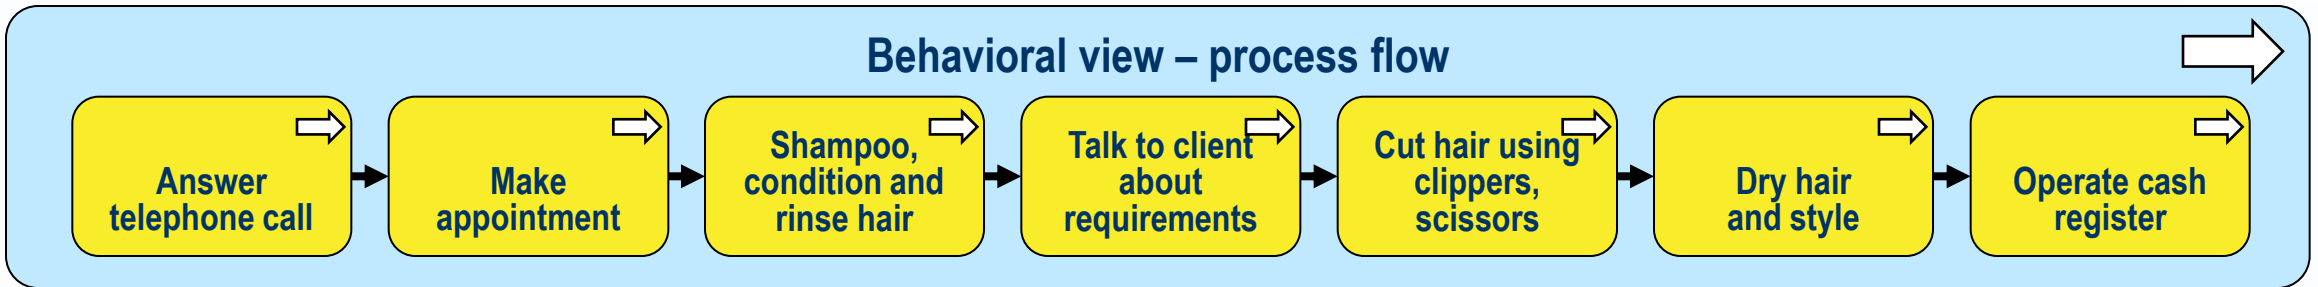 Behavioral view – process flow
Answer
telephone call
Make
appointment
Shampoo,
condition and
rinse hair
Talk to client
about
requirements
Cut hair using
clippers,
scissors
Dry hair
and style
Operate cash
register